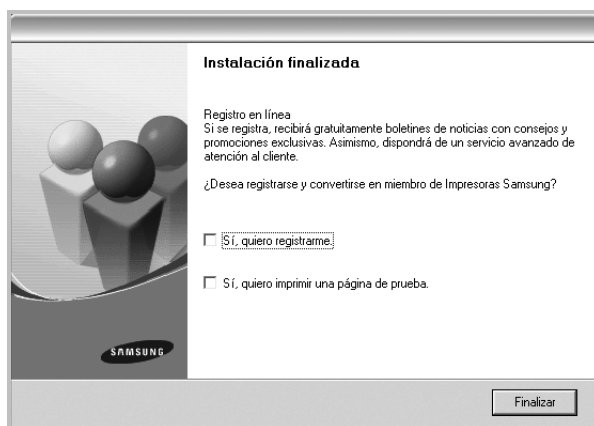 Instalación finalizada
Registro en línea
Si se registra, recibirá gratuitamente boletines de noticias con consejos y
promociones exclusivas. Asimismo, dispondrá de un servicio avanzado de
atención al cliente.
¿Desea registrarse y convertirse en miembro de Impresoras Samsung?
Sí, quiero registrarme.
Sí, quiero imprimir una página de prueba.
SAMSUNG
Finalizar